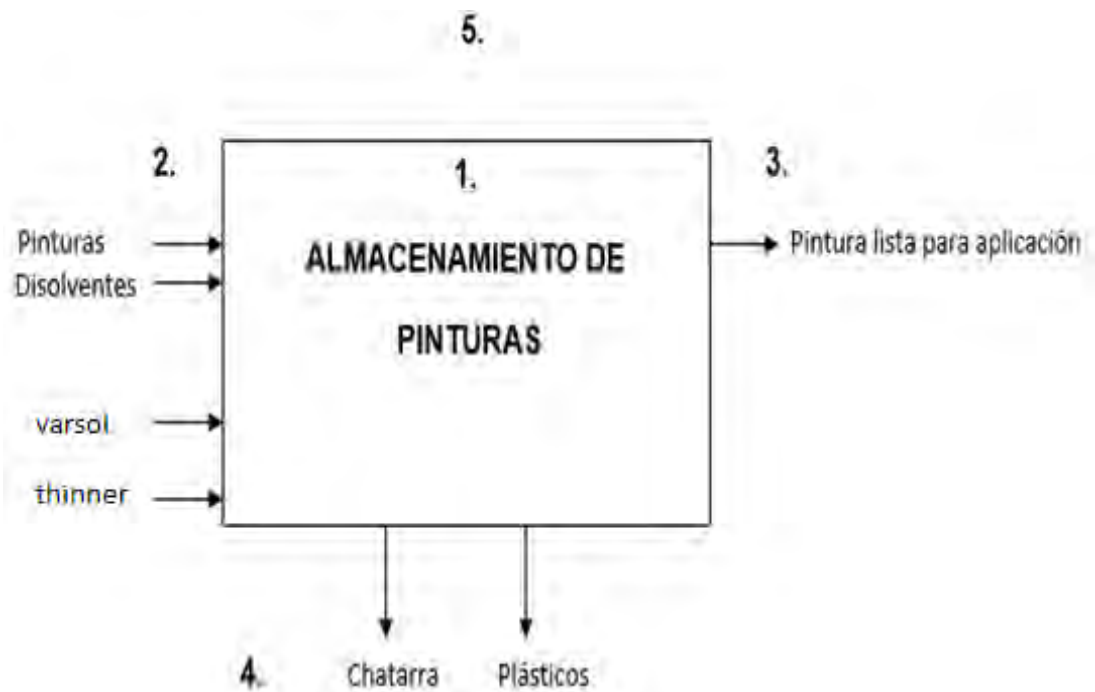 5.
2.
1.
3.
Pinturas
Disolventes
varsol
thinner
ALMACENAMIENTO DE
PINTURAS
Pintura lista para aplicación
4.
Chatarra
Plásticos